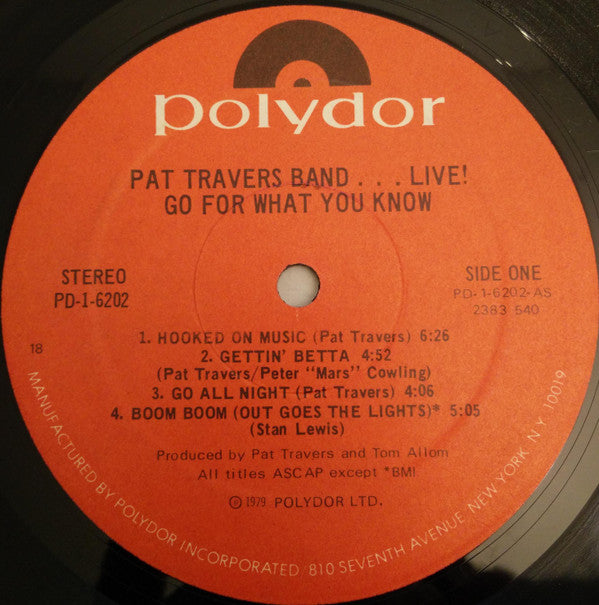 polydor
PAT TRAVERS BAND . . . LIVE!
GO FOR WHAT YOU KNOW
STEREO
PD-1-6202
SIDE ONE
PD-1-6202-AS
2383 540
18
1. HOOKED ON MUSIC (Pat Travers) 6:26
2. GETTIN' BETTA 4:52
(Pat Travers/Peter "Mars" Cowling)
3. GO ALL NIGHT (Pat Travers) 4:06
4. BOOM BOOM (OUT GOES THE LIGHTS)* 5:05
(Stan Lewis)
Produced by Pat Travers and Tom Allom
All titles ASCAP except *BMI.
℗ 1979 POLYDOR LTD.
MANUFACTURED BY POLYDOR INCORPORATED 810 SEVENTH AVENUE, NEW YORK, N.Y. 10019